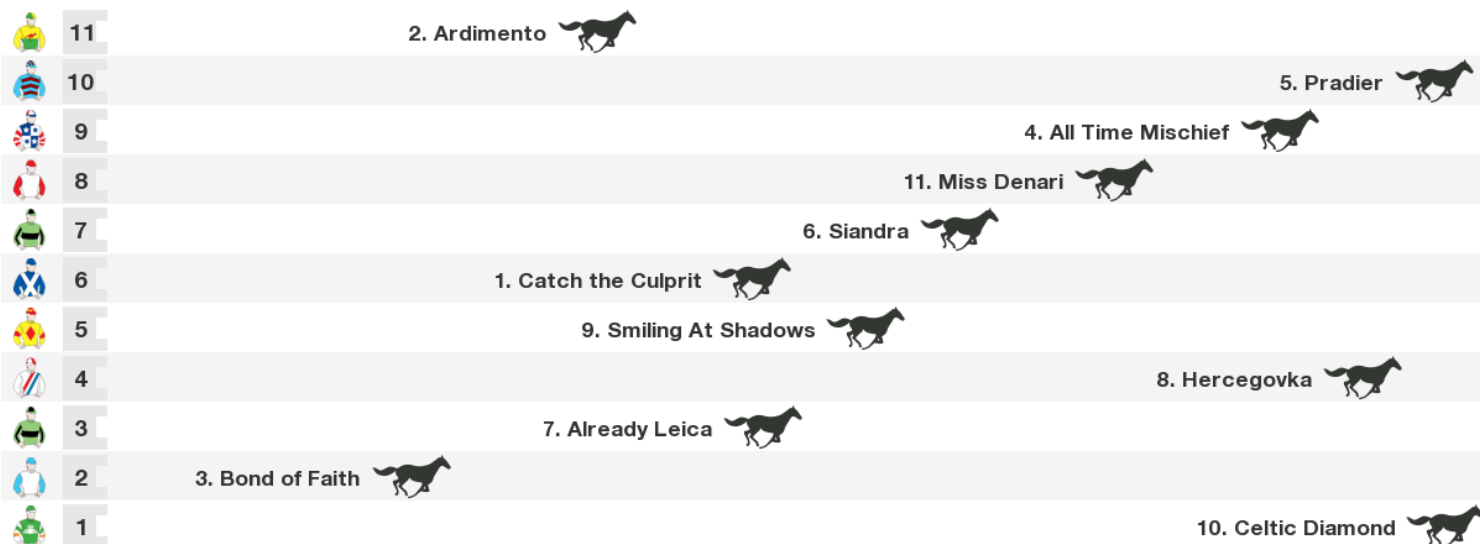 11 2. Ardimento
10 5. Pradier
9 4. All Time Mischief
8 11. Miss Denari
7 6. Siandra
6 1. Catch the Culprit
5 9. Smiling At Shadows
4 8. Hercegovka
3 7. Already Leica
2 3. Bond of Faith
1 10. Celtic Diamond